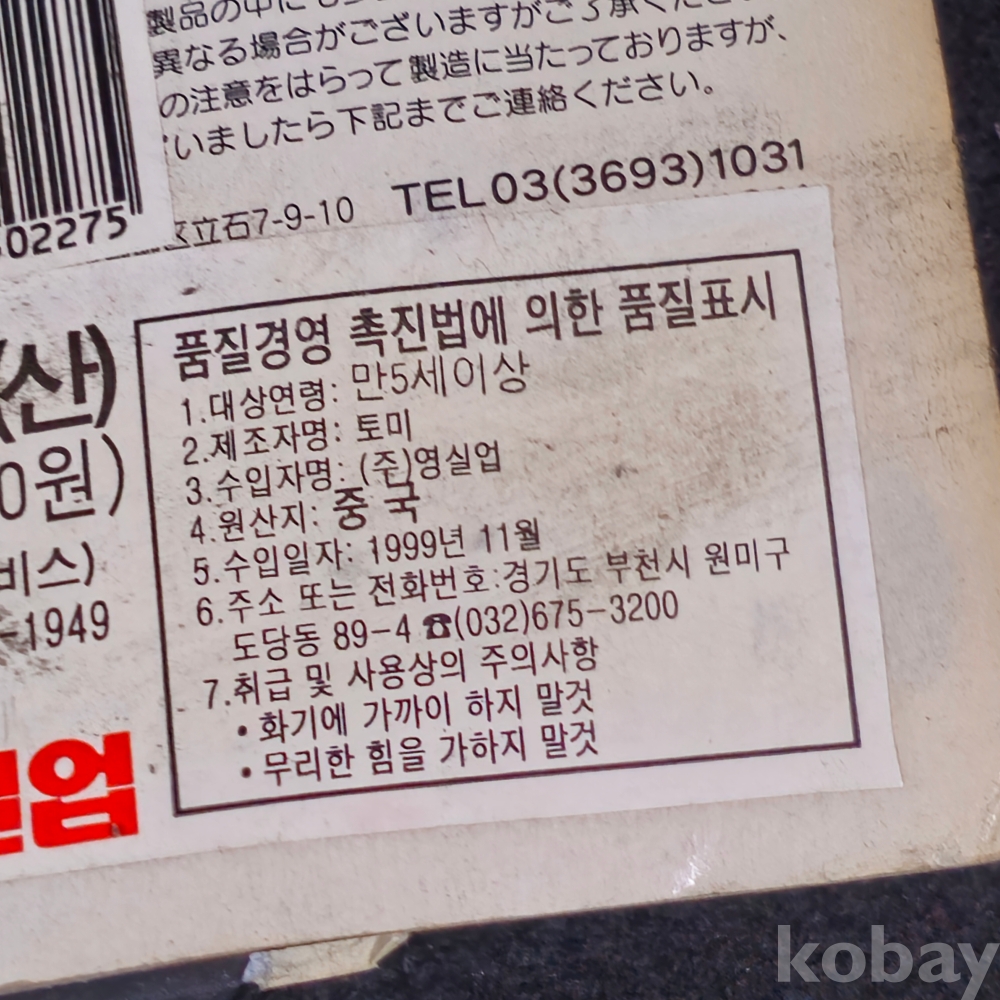 製品の中に
異なる場合がございますがご了承くださ
の注意をはらって製造に当たっておりますが、
いましたら下記までご連絡ください。
TEL03(3693)1031
02275
立石7-9-10
품질경영 촉진법에 의한 품질표시
(산)
1.대상연령: 만5세이상
2.제조자명: 토미
0원)
3.수입자명: (주)영실업
4.원산지: 중국
비스)
5.수입일자: 1999년 11월
-1949
6.주소 또는 전화번호:경기도 부천시 원미구
도당동 89-4 ☎(032)675-3200
7.취급 및 사용상의 주의사항
• 화기에 가까이 하지 말것
업
• 무리한 힘을 가하지 말것
kobay